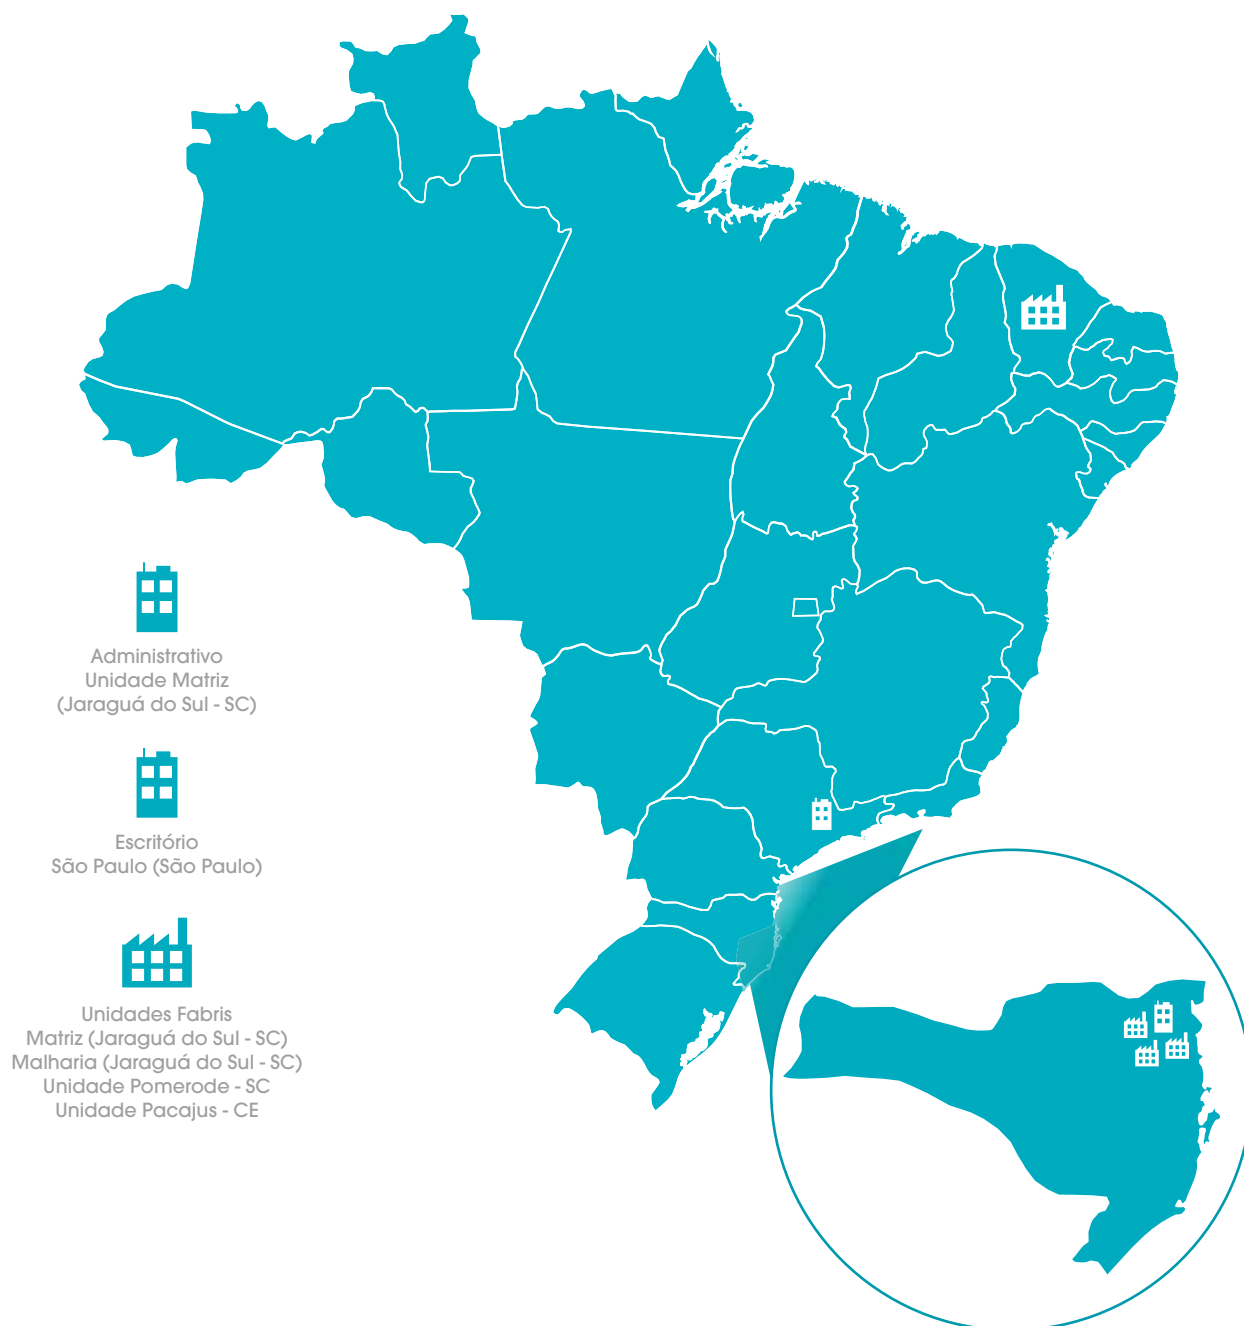 Administrativo
Unidade Matriz
(Jaraguá do Sul - SC)
Escritório
São Paulo (São Paulo)
Unidades Fabris
Matriz (Jaraguá do Sul - SC)
Malharia (Jaraguá do Sul - SC)
Unidade Pomerode - SC
Unidade Pacajus - CE